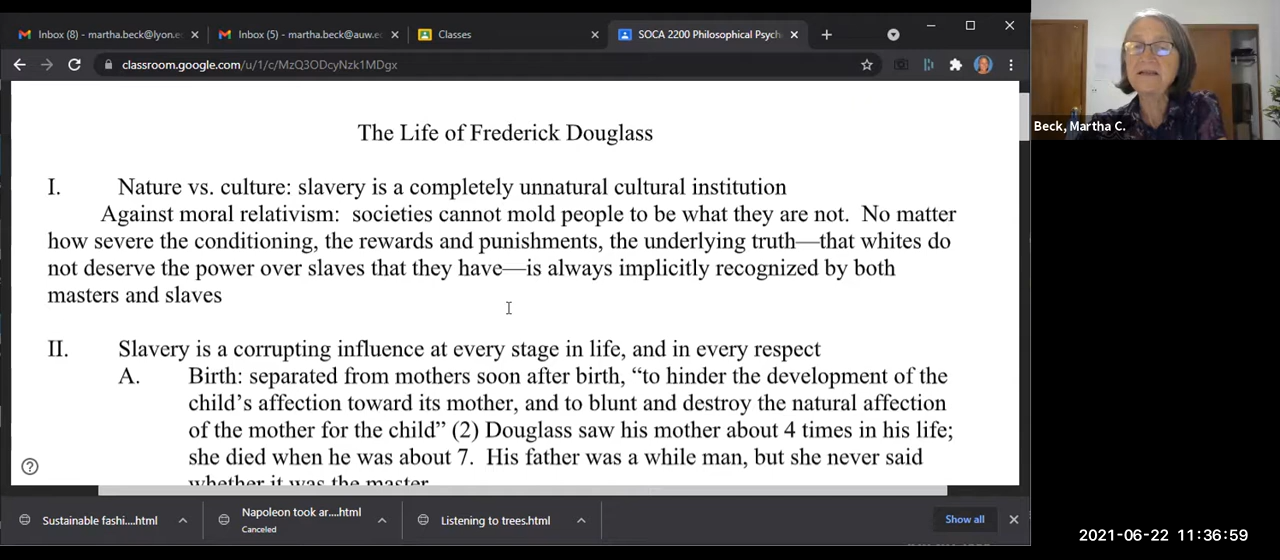 Inbox (8) - martha.beck@lyon.e
Inbox (5) - martha.beck@auw.e
Classes
SOCA 2200 Philosophical Psych
classroom.google.com/u/1/c/MzQ3ODcyNzk1MDgx
Beck, Martha C.
The Life of Frederick Douglass
I. Nature vs. culture: slavery is a completely unnatural cultural institution
Against moral relativism: societies cannot mold people to be what they are not. No matter
how severe the conditioning, the rewards and punishments, the underlying truth—that whites do
not deserve the power over slaves that they have—is always implicitly recognized by both
masters and slaves
II. Slavery is a corrupting influence at every stage in life, and in every respect
A. Birth: separated from mothers soon after birth, “to hinder the development of the
child’s affection toward its mother, and to blunt and destroy the natural affection
of the mother for the child” (2) Douglass saw his mother about 4 times in his life;
she died when he was about 7. His father was a while man, but she never said
whether it was the master
Sustainable fashi....html
Napoleon took ar....html
Canceled
Listening to trees.html
Show all
2021-06-22 11:36:59